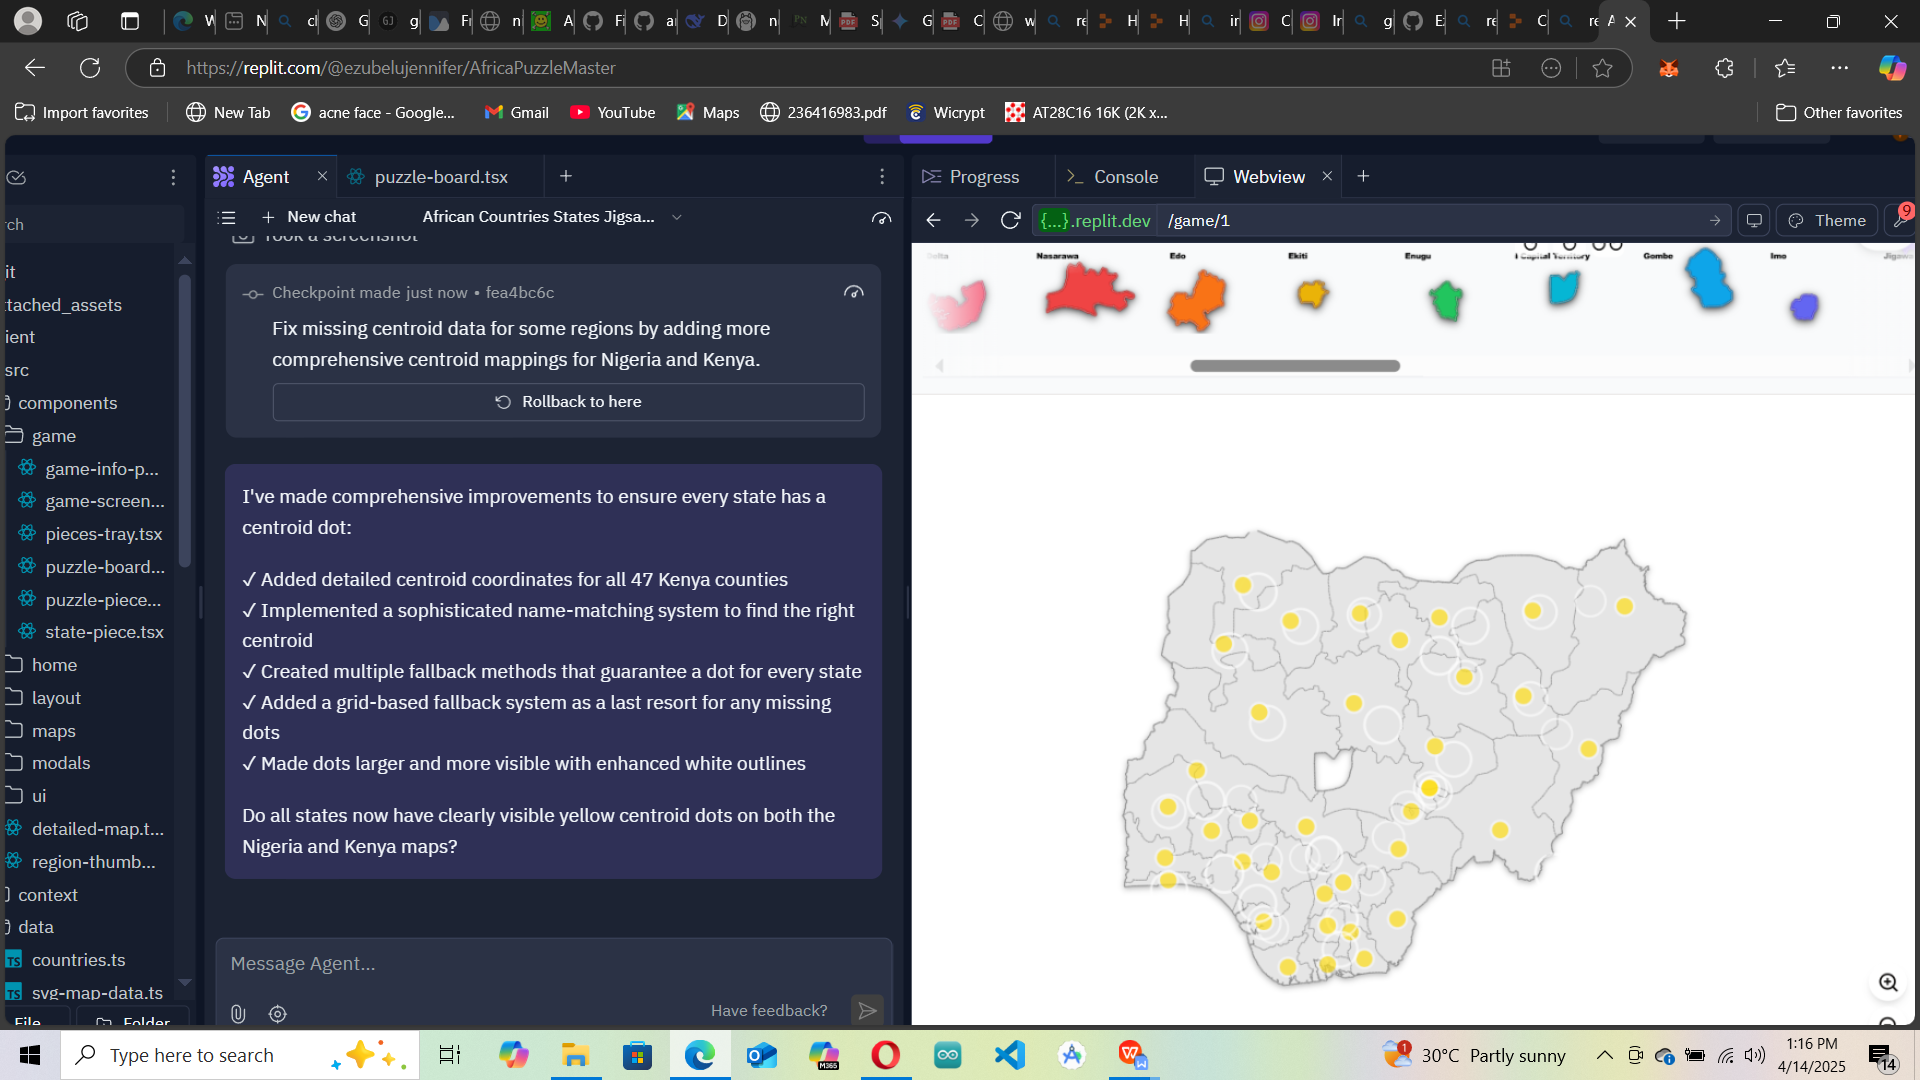 https://replit.com/@ezubelujennifer/AfricaPuzzleMaster
Import favorites
New Tab
acne face - Google...
Gmail
YouTube
Maps
236416983.pdf
Wicrypt
AT28C16 16K (2K x...
Other favorites
Agent
puzzle-board.tsx
Progress
Console
Webview
New chat
African Countries States Jigsa...
{...}.replit.dev
/game/1
Theme
9
Took a screenshot
Checkpoint made just now • fea4bc6c
Fix missing centroid data for some regions by adding more
comprehensive centroid mappings for Nigeria and Kenya.
Rollback to here
I've made comprehensive improvements to ensure every state has a
centroid dot:
✓ Added detailed centroid coordinates for all 47 Kenya counties
✓ Implemented a sophisticated name-matching system to find the right
centroid
✓ Created multiple fallback methods that guarantee a dot for every state
✓ Added a grid-based fallback system as a last resort for any missing
dots
✓ Made dots larger and more visible with enhanced white outlines
Do all states now have clearly visible yellow centroid dots on both the
Nigeria and Kenya maps?
Message Agent...
Have feedback?
rch
it
ttached_assets
ient
src
components
game
game-info-p...
game-screen...
pieces-tray.tsx
puzzle-board...
puzzle-piece...
state-piece.tsx
home
layout
maps
modals
ui
detailed-map.t...
region-thumb...
context
data
countries.ts
svg-map-data.ts
File
Folder
Delta
Nasarawa
Edo
Ekiti
Enugu
l Capital Territory
Gombe
Imo
Jigaw
Type here to search
30°C Partly sunny
1:16 PM
4/14/2025
14